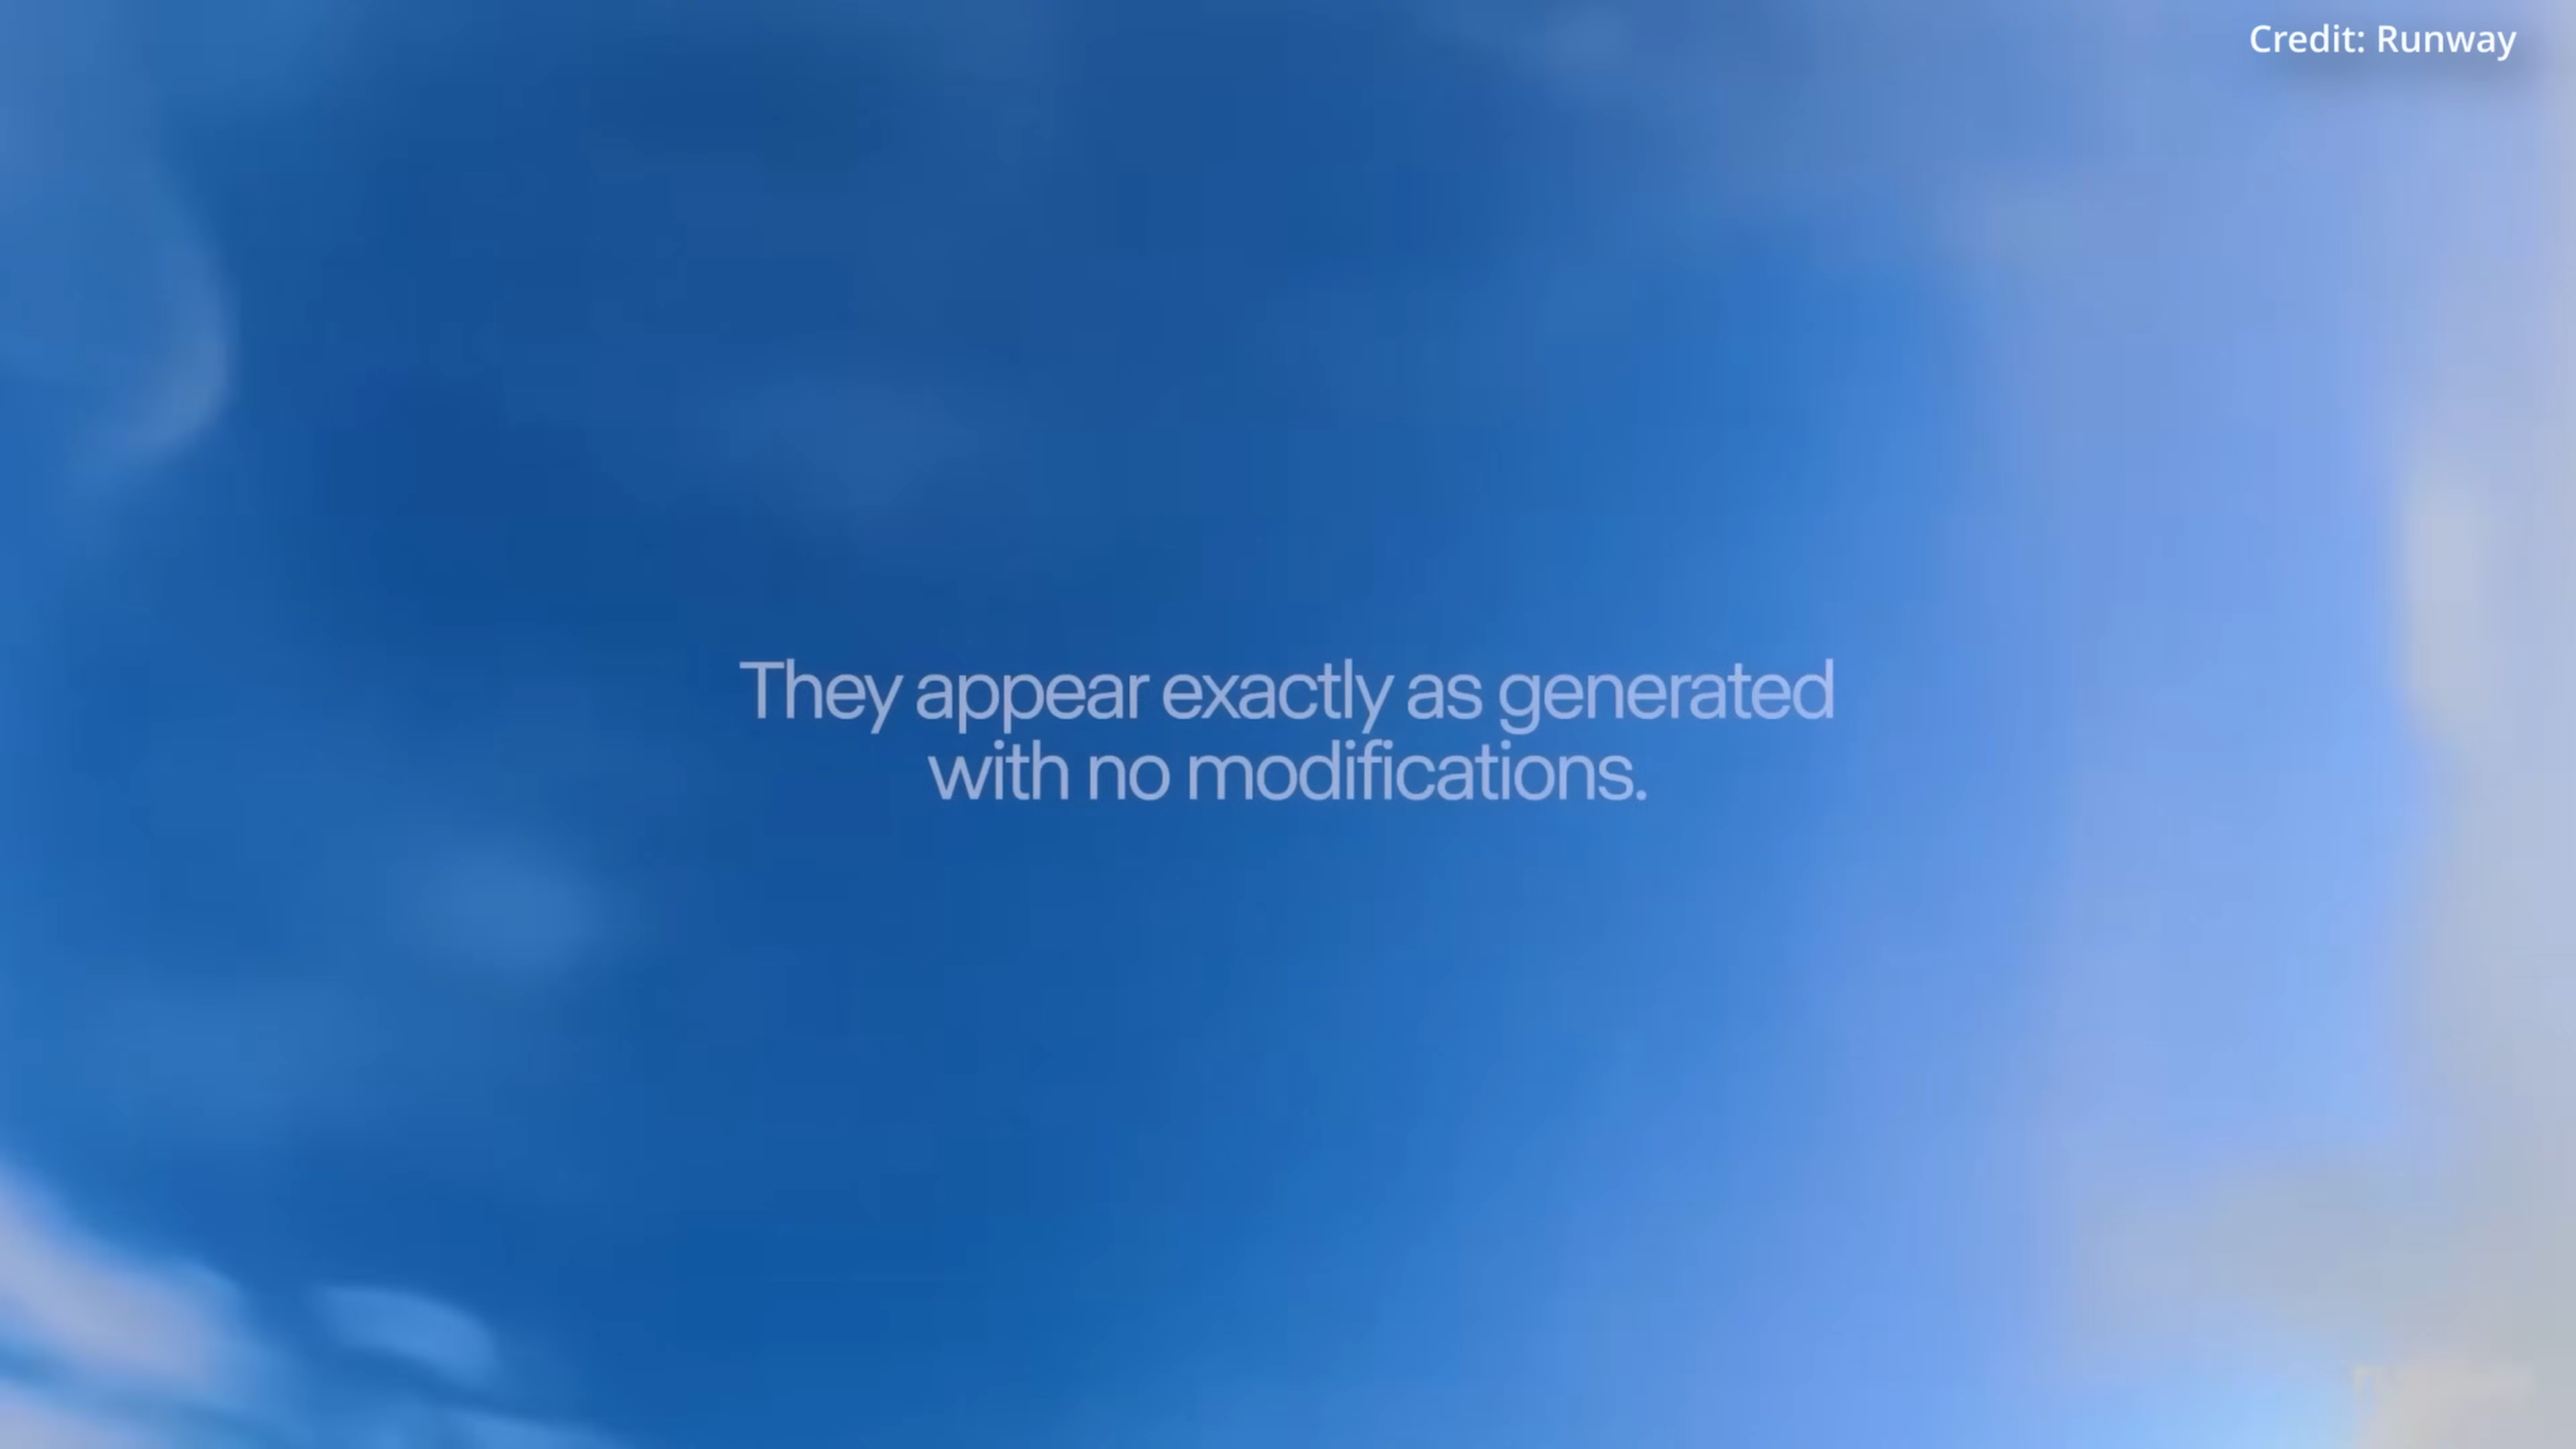 Credit: Runway
They appear exactly as generated
with no modifications.